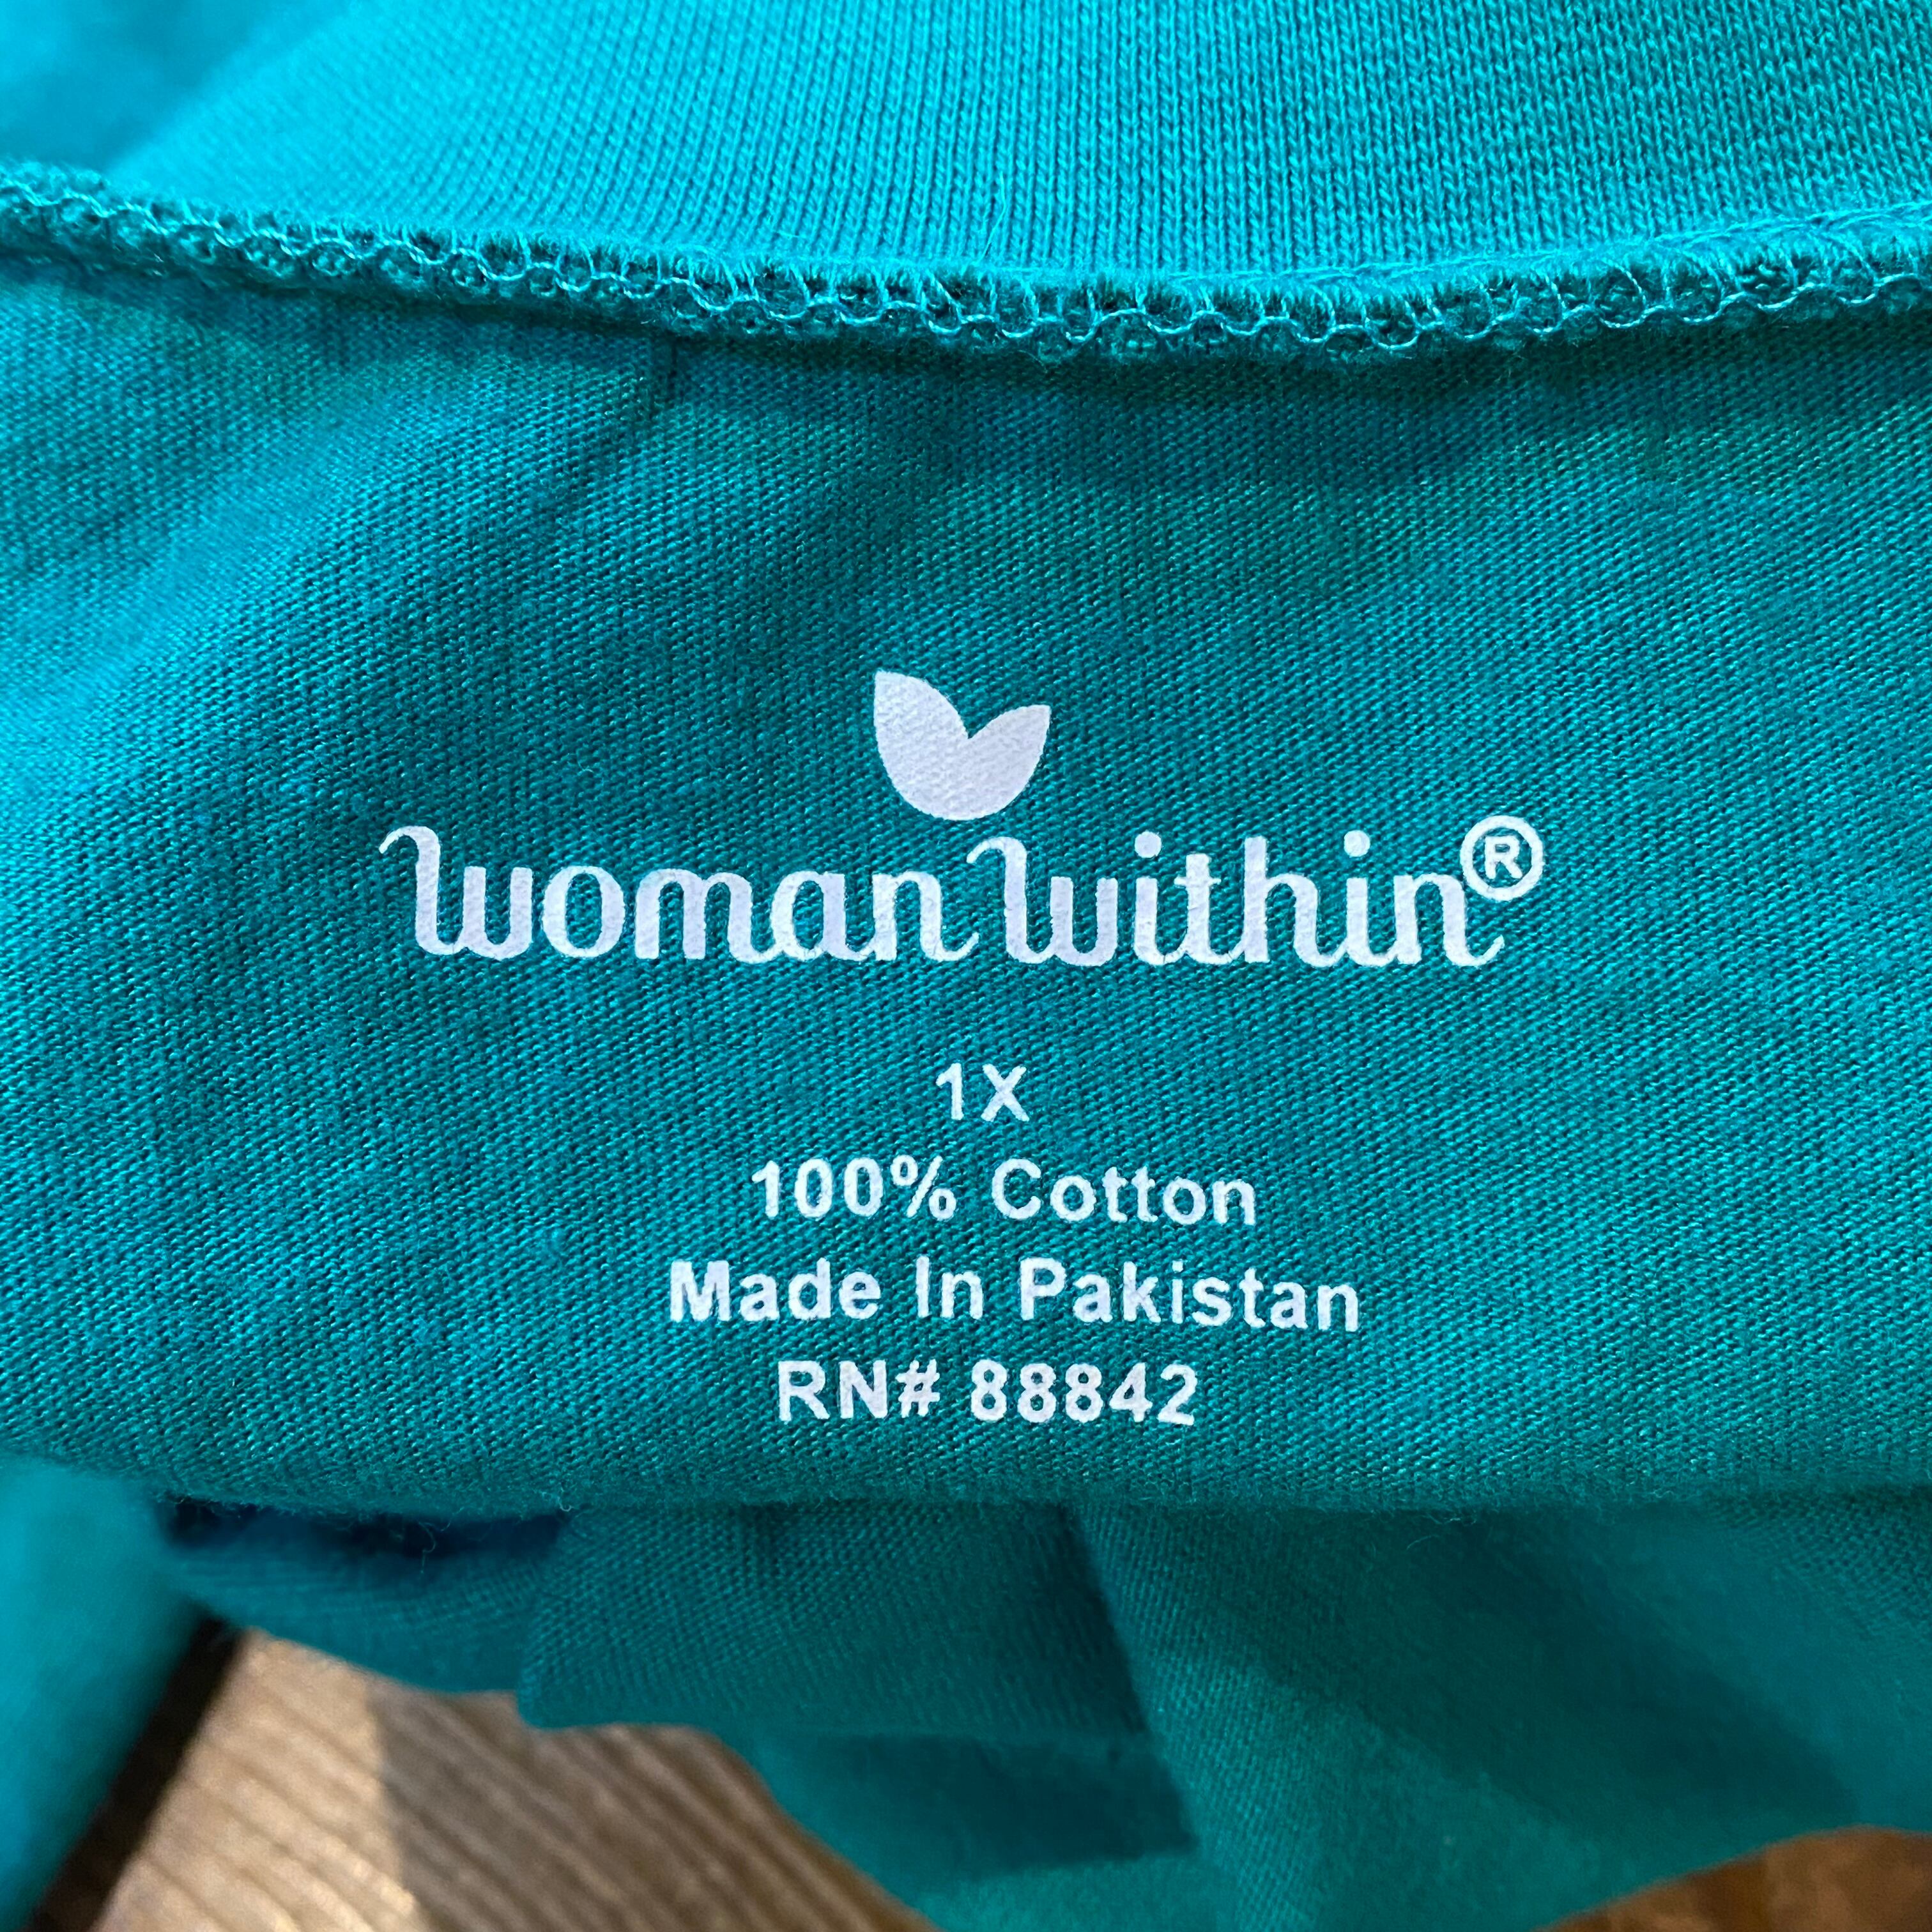 woman within®
1X
100% Cotton
Made In Pakistan
RN# 88842